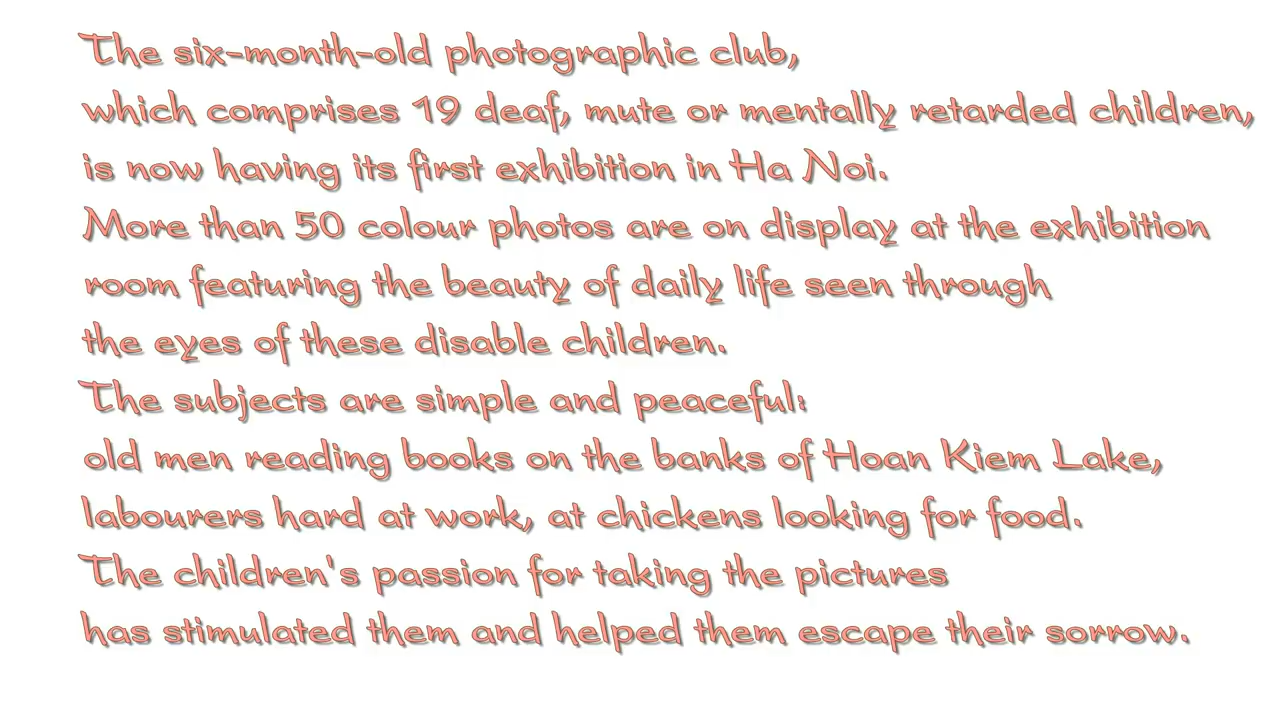 The six-month-old photographic club,
which comprises 19 deaf, mute or mentally retarded children,
is now having its first exhibition in Ha Noi.
More than 50 colour photos are on display at the exhibition
room featuring the beauty of daily life seen through
the eyes of these disable children.
The subjects are simple and peaceful:
old men reading books on the banks of Hoan Kiem Lake,
labourers hard at work, at chickens looking for food.
The children's passion for taking the pictures
has stimulated them and helped them escape their sorrow.